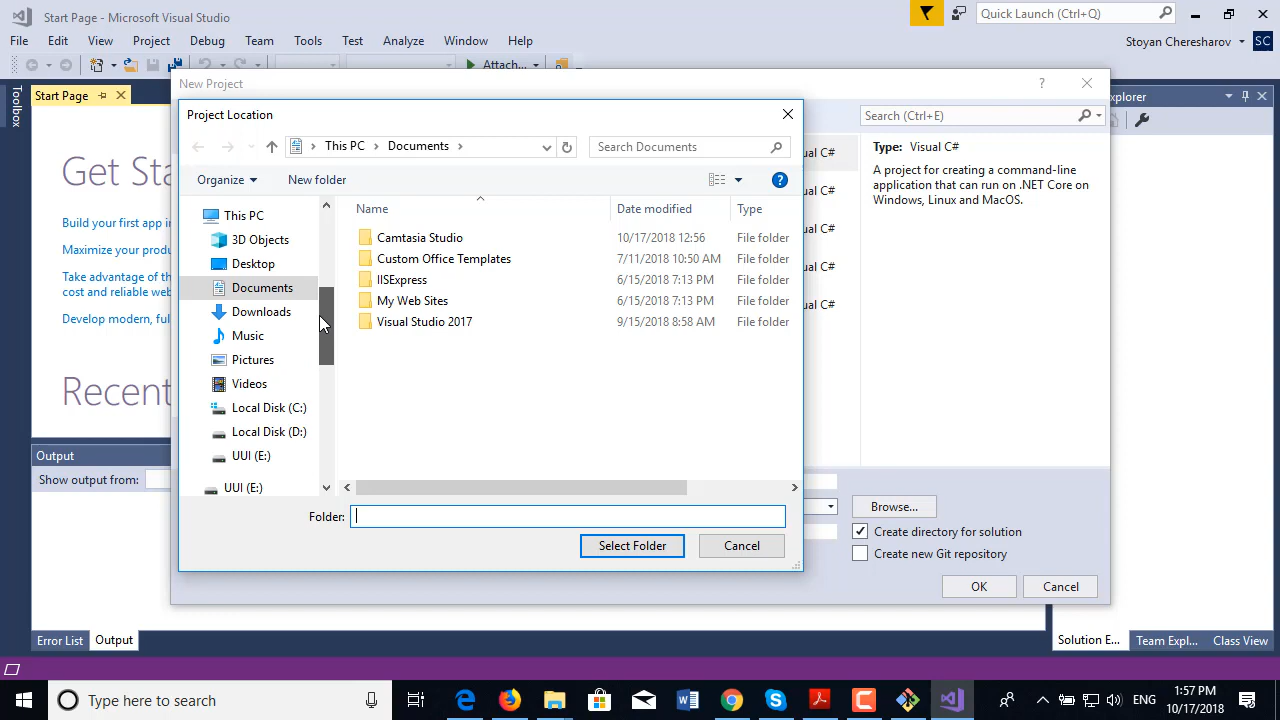 Start Page - Microsoft Visual Studio
Quick Launch (Ctrl+Q)
File Edit View Project Debug Team Tools Test Analyze Window Help
Stoyan Cheresharov SC
Attach...
Toolbox
Start Page
New Project
?
Explorer
Search (Ctrl+E)
Project Location
This PC Documents
Search Documents
Organize New folder
?
Get Sta
Build your first app i
Maximize your produ
Take advantage of th
cost and reliable web
Develop modern, ful
Recent
This PC
3D Objects
Desktop
Documents
Downloads
Music
Pictures
Videos
Local Disk (C:)
Local Disk (D:)
UUI (E:)
UUI (E:)
Name Date modified Type
Camtasia Studio 10/17/2018 12:56 File folder
Custom Office Templates 7/11/2018 10:50 AM File folder
IISExpress 6/15/2018 7:13 PM File folder
My Web Sites 6/15/2018 7:13 PM File folder
Visual Studio 2017 9/15/2018 8:58 AM File folder
ual C#
ual C#
ual C#
ual C#
ual C#
Type: Visual C#
A project for creating a command-line
application that can run on .NET Core on
Windows, Linux and MacOS.
Folder:
Select Folder Cancel
Browse...
Create directory for solution
Create new Git repository
OK Cancel
Output
Show output from:
Error List Output
Solution E... Team Expl... Class View
Type here to search
ENG
1:57 PM
10/17/2018